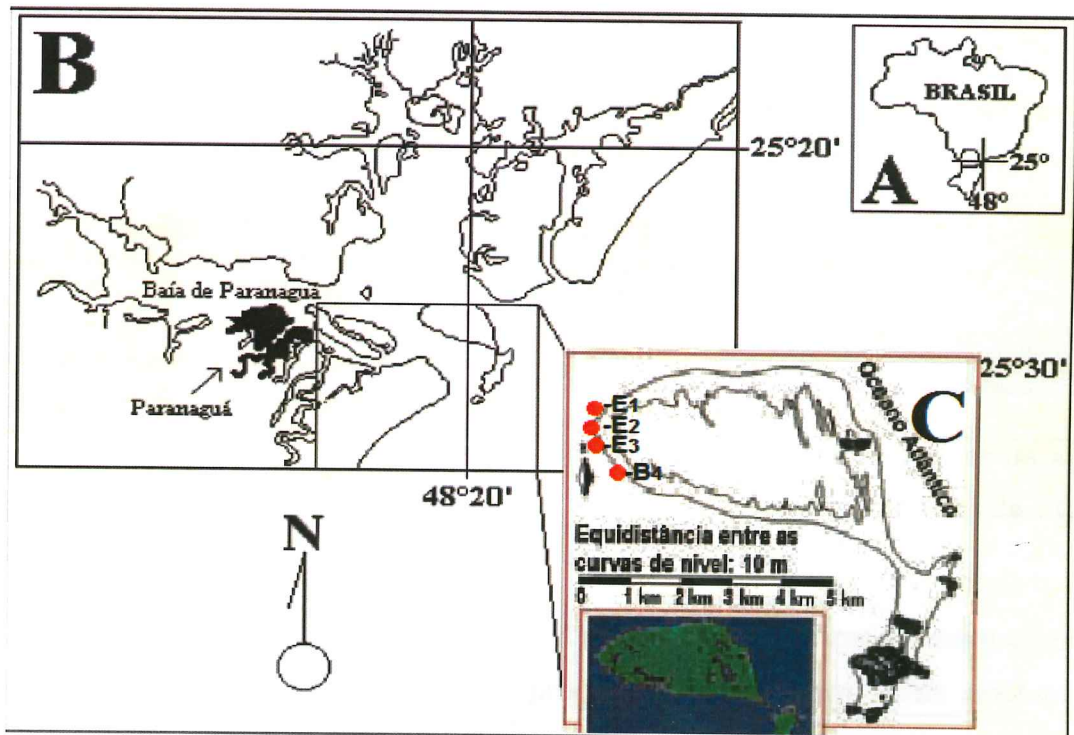 B
BRASIL
25°
48°
A
25°20'
Baía de Paranaguá
Paranaguá
25°30'
48°20'
N
C
Oceano Atlântico
-E1
-E2
-E3
-B4
Equidistância entre as
curvas de nivel: 10 m
0 1 km 2 km 3 km 4 km 5 km